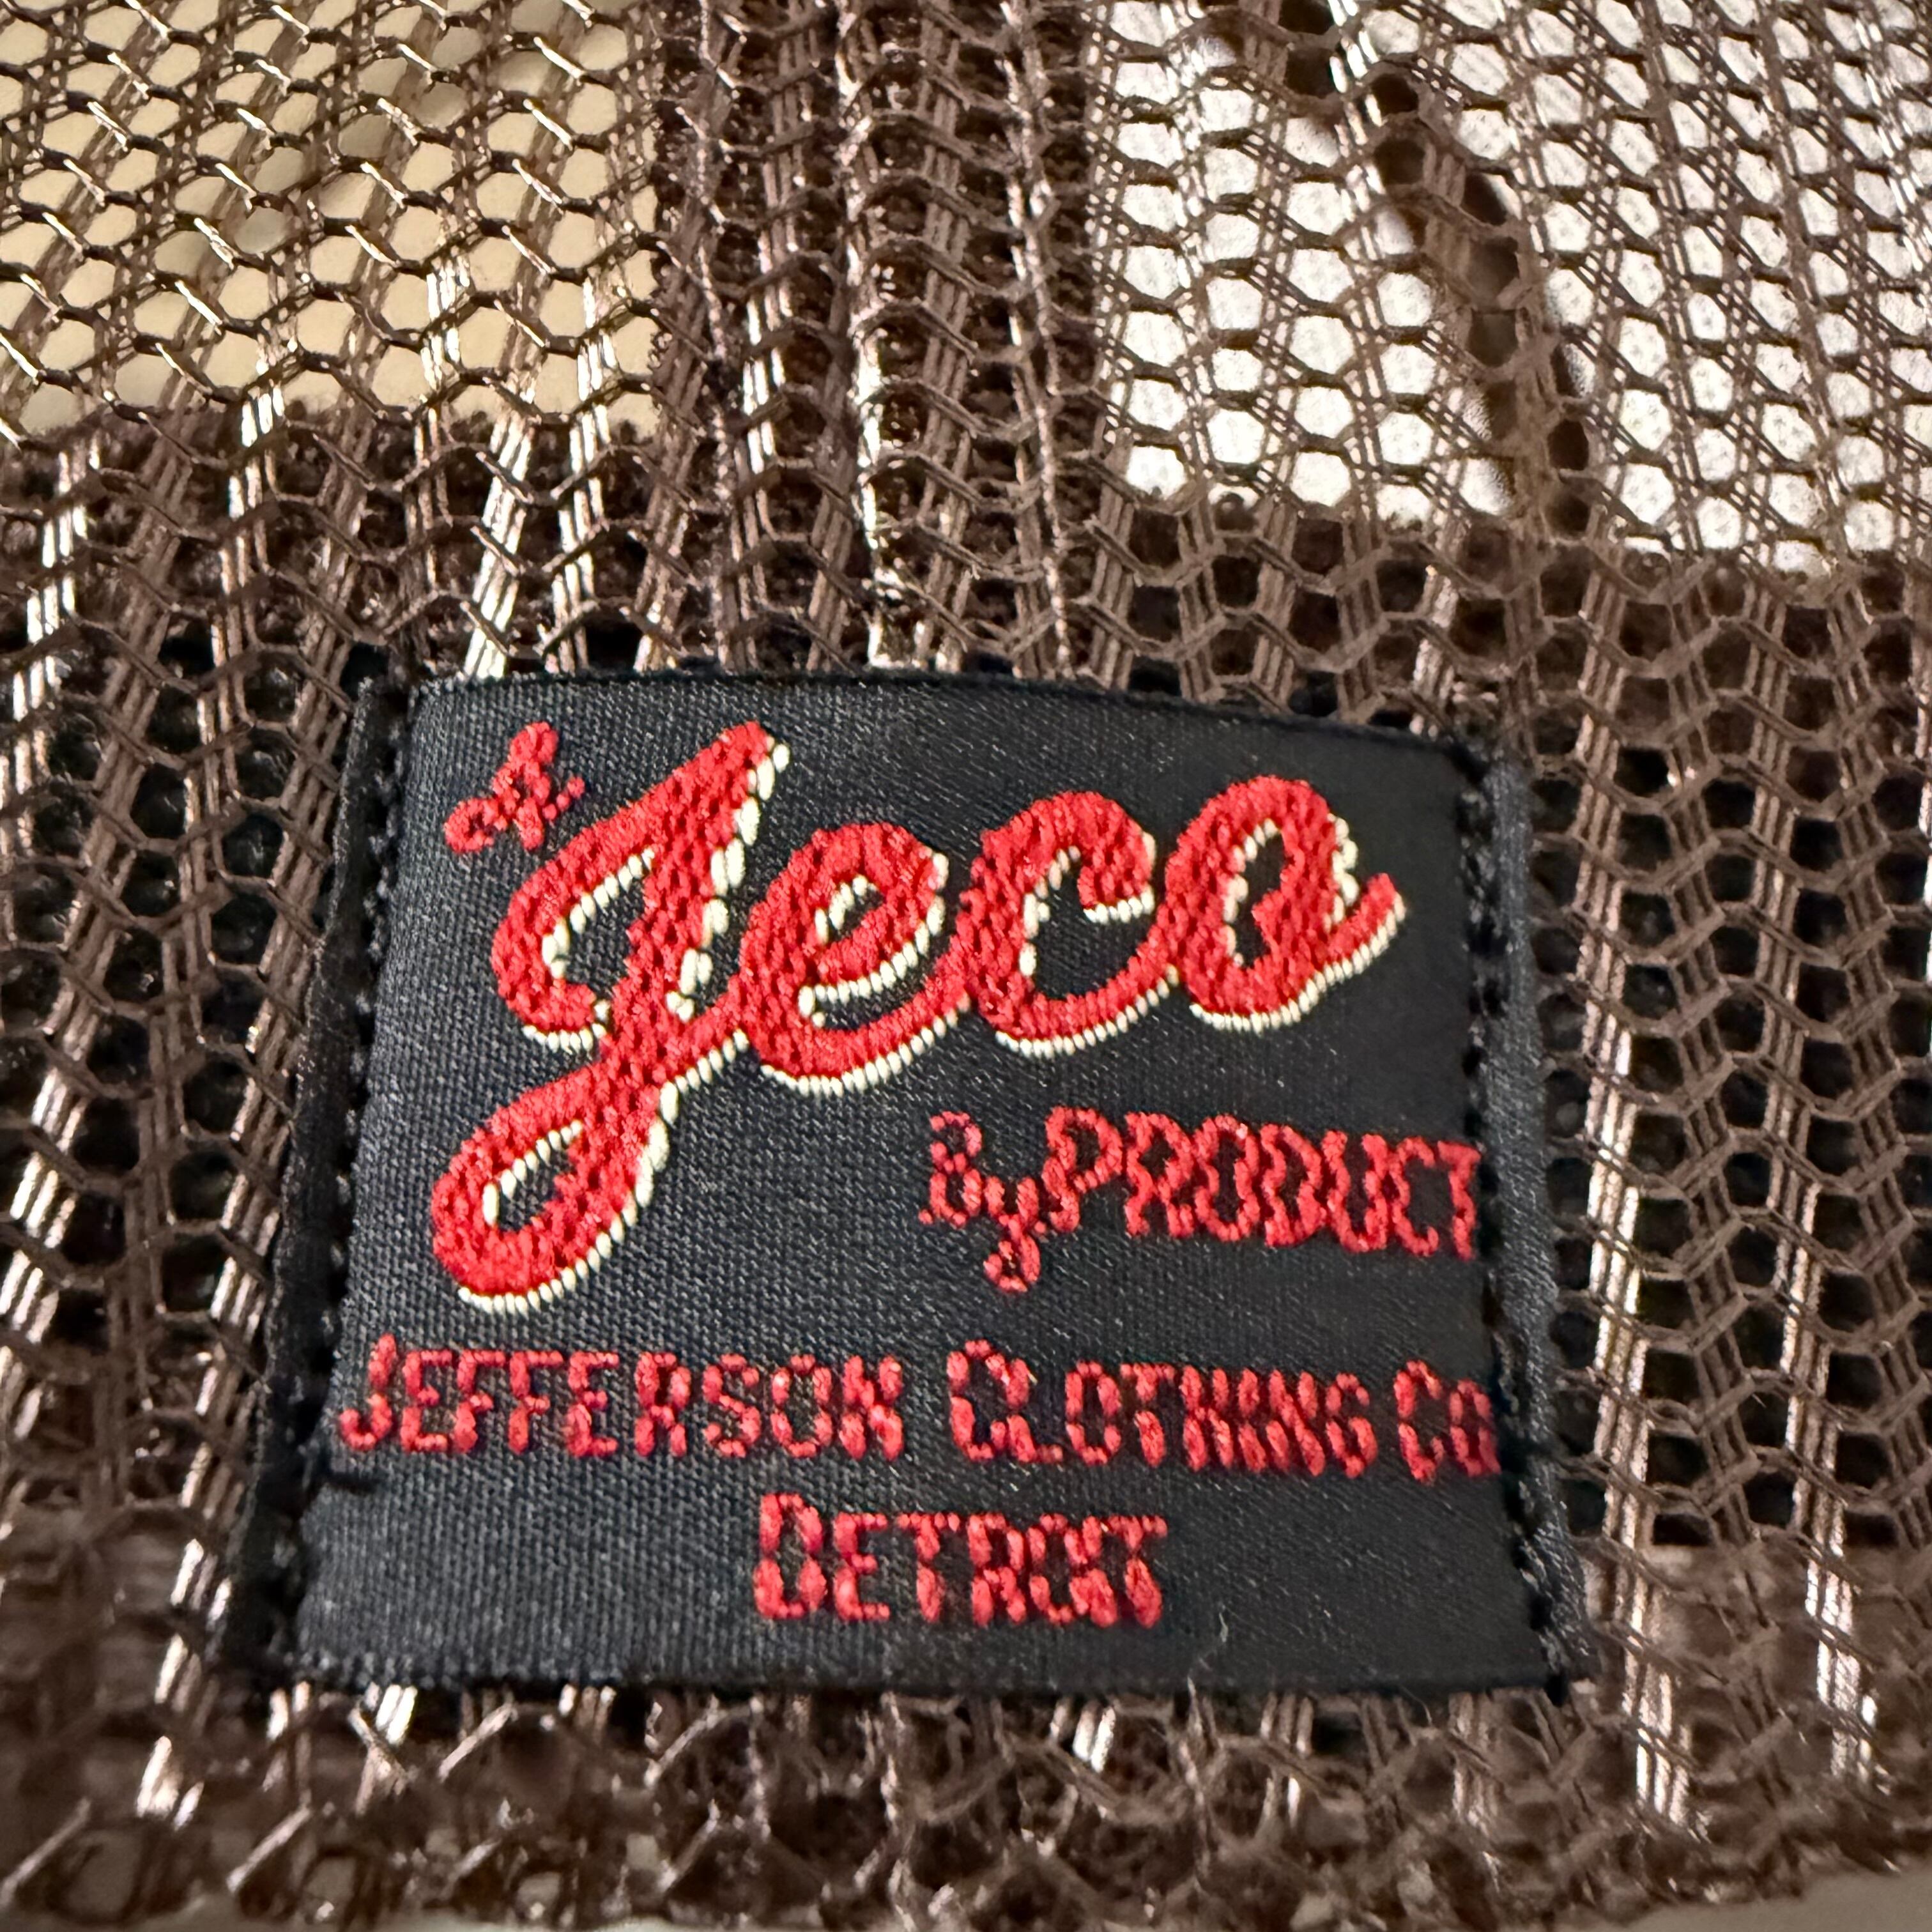 A Jeco
By PRODUCT
JEFFERSON CLOTHING CO
DETROIT